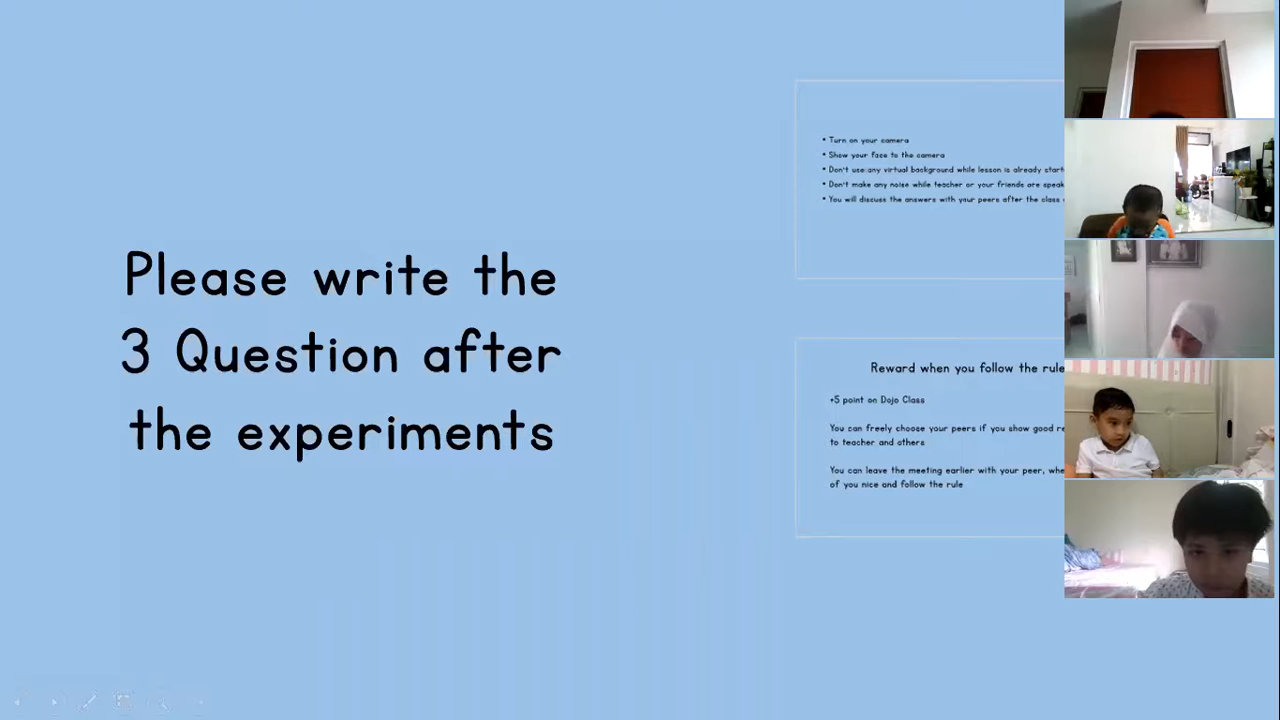 Please write the
3 Question after
the experiments
• Turn on your camera
• Show your face to the camera
• Don't use any virtual background while lesson is already start
• Don't make any noise while teacher or your friends are speak
• You will discuss the answers with your peers after the class
Reward when you follow the rule
+5 point on Dojo Class
You can freely choose your peers if you show good re
to teacher and others
You can leave the meeting earlier with your peer, whe
of you nice and follow the rule